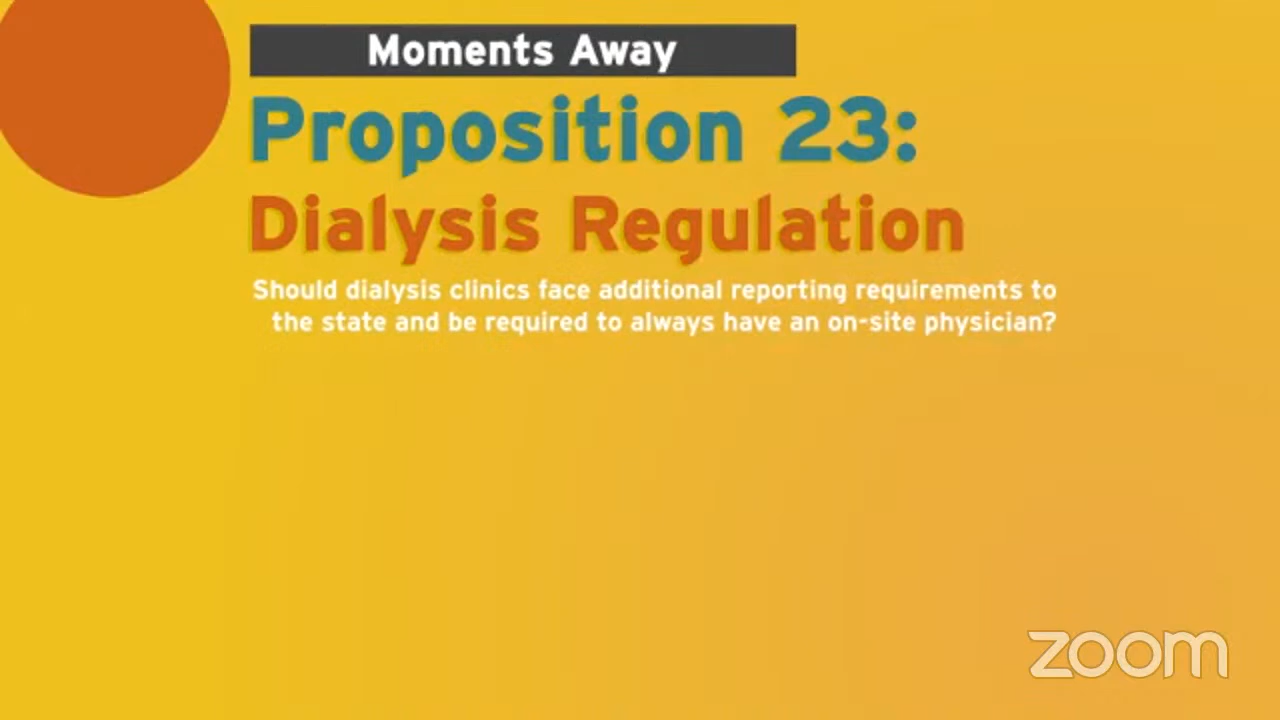 Moments Away
Proposition 23:
Dialysis Regulation
Should dialysis clinics face additional reporting requirements to
the state and be required to always have an on-site physician?
zoom